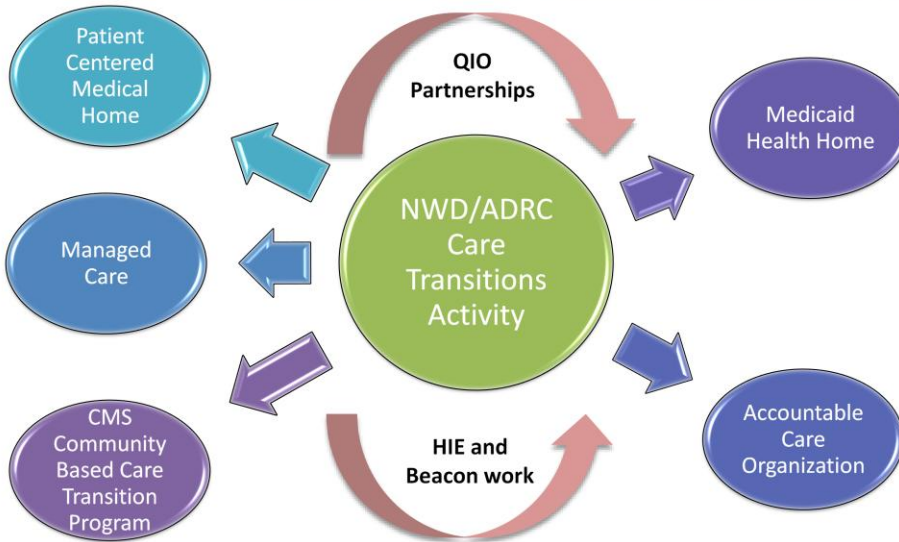 Patient
Centered
Medical
Home
QIO
Partnerships
Medicaid
Health Home
Managed
Care
NWD/ADRC
Care
Transitions
Activity
CMS
Community
Based Care
Transition
Program
HIE and
Beacon work
Accountable
Care
Organization